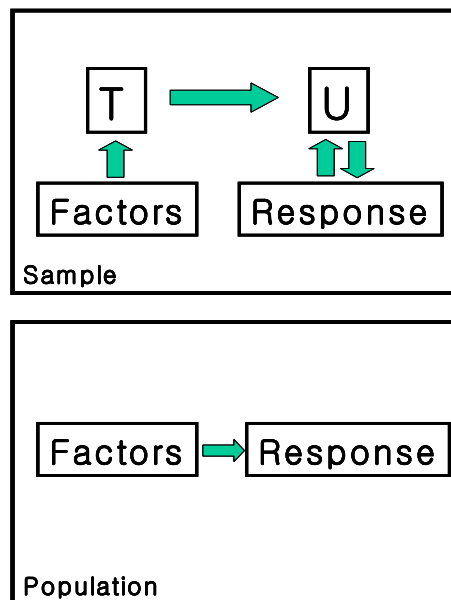 T U
Factors Response
Sample
Factors Response
Population